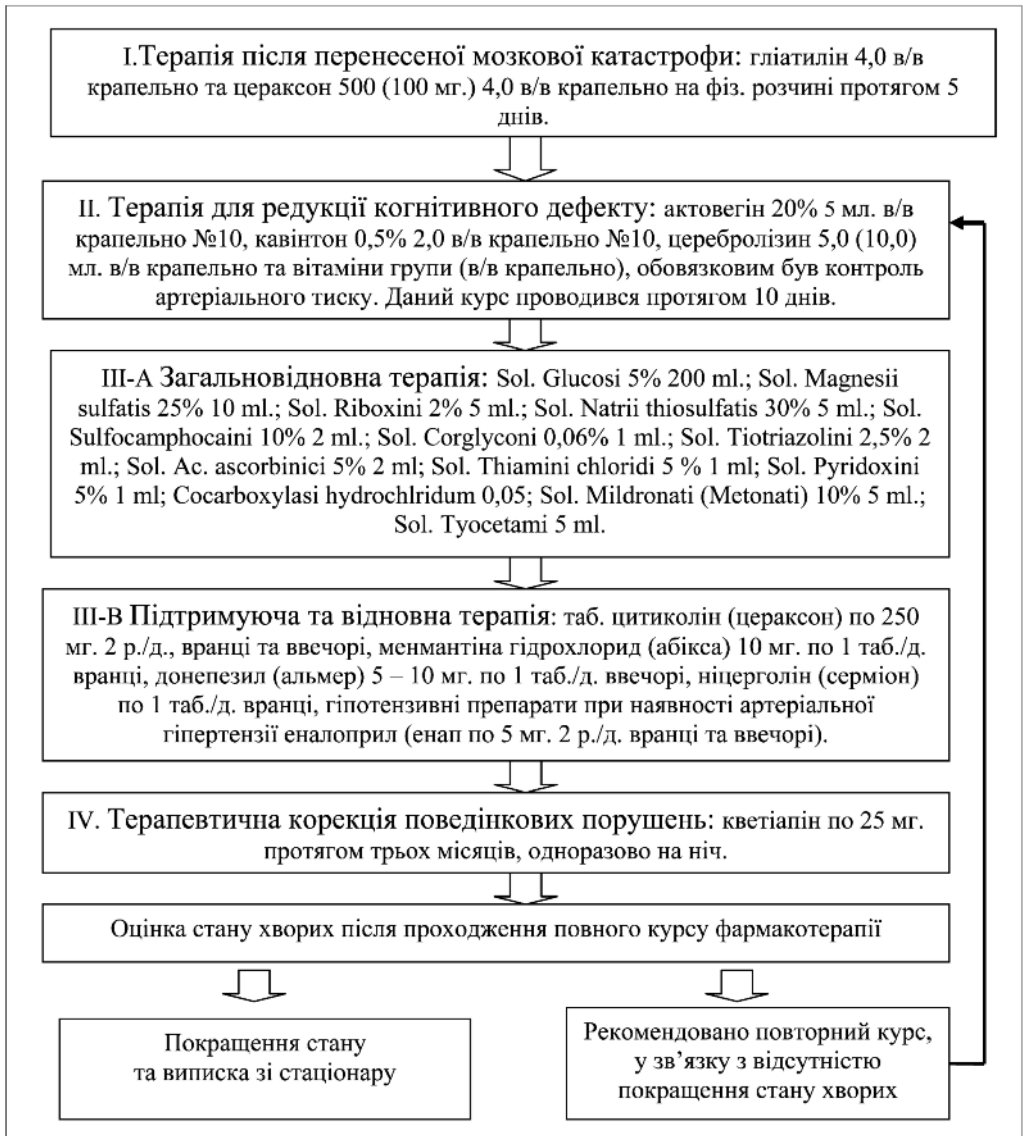 І.Терапія після перенесеної мозкової катастрофи: гліатилін 4,0 в/в
крапельно та цераксон 500 (100 мг.) 4,0 в/в крапельно на фіз. розчині протягом 5
днів.
ІІ. Терапія для редукції когнітивного дефекту: актовегін 20% 5 мл. в/в
крапельно №10, кавінтон 0,5% 2,0 в/в крапельно №10, церебролізин 5,0 (10,0)
мл. в/в крапельно та вітаміни групи (в/в крапельно), обовязковим був контроль
артеріального тиску. Даний курс проводився протягом 10 днів.
ІІІ-А Загальновідновна терапія: Sol. Glucosi 5% 200 ml.; Sol. Magnesii
sulfatis 25% 10 ml.; Sol. Riboxini 2% 5 ml.; Sol. Natrii thiosulfatis 30% 5 ml.; Sol.
Sulfocamphocaini 10% 2 ml.; Sol. Corglyconi 0,06% 1 ml.; Sol. Tiotriazolini 2,5% 2
ml.; Sol. Ac. ascorbinici 5% 2 ml; Sol. Thiamini chloridi 5 % 1 ml; Sol. Pyridoxini
5% 1 ml; Cocarboxylasi hydrochlridum 0,05; Sol. Mildronati (Metonati) 10% 5 ml.;
Sol. Tyocetami 5 ml.
ІІІ-В Підтримуюча та відновна терапія: таб. цитиколін (цераксон) по 250
мг. 2 р./д., вранці та ввечорі, менмантіна гідрохлорид (абікса) 10 мг. по 1 таб./д.
вранці, донепезил (альмер) 5 – 10 мг. по 1 таб./д. ввечорі, ніцерголін (серміон)
по 1 таб./д. вранці, гіпотензивні препарати при наявності артеріальної
гіпертензії еналоприл (енап по 5 мг. 2 р./д. вранці та ввечорі).
IV. Терапевтична корекція поведінкових порушень: кветіапін по 25 мг.
протягом трьох місяців, одноразово на ніч.
Оцінка стану хворих після проходження повного курсу фармакотерапії
Покращення стану
та виписка зі стаціонару
Рекомендовано повторний курс,
у зв’язку з відсутністю
покращення стану хворих